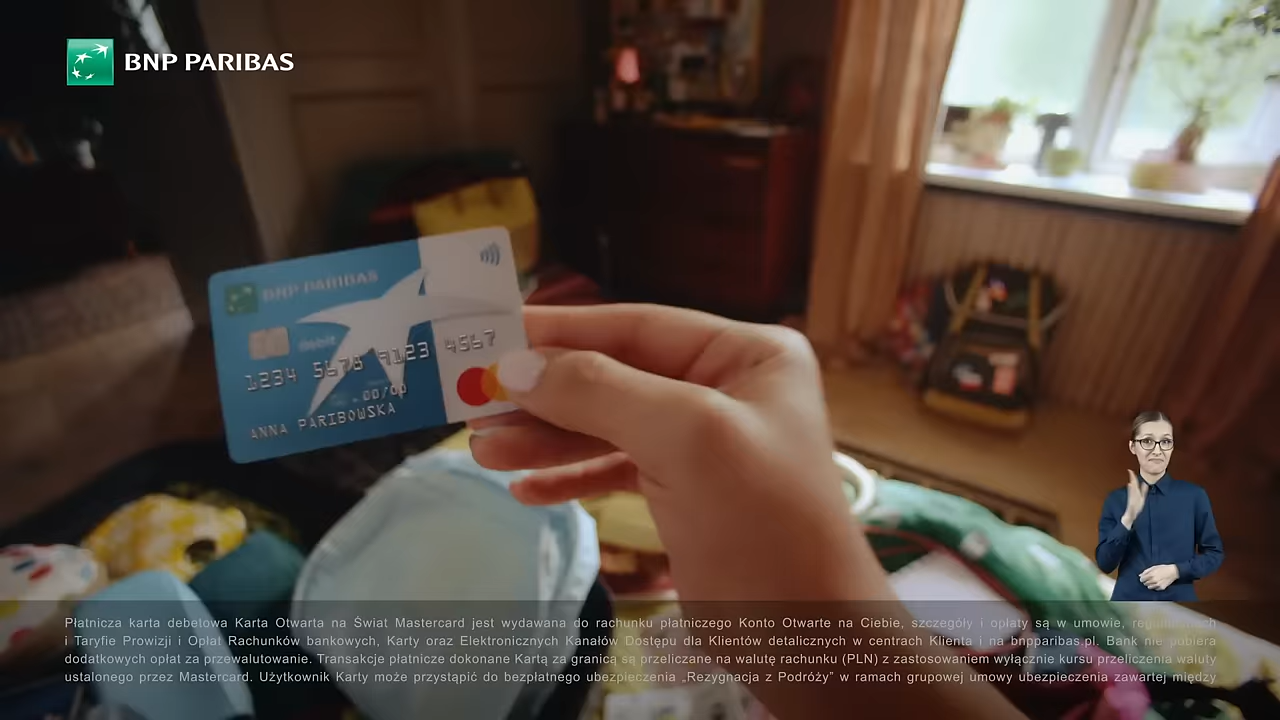 BNP PARIBAS
BNP PARIBAS
debit
1234 5678 9123 4567
00/00
ANNA PARIBOWSKA
Płatnicza karta debetowa Karta Otwarta na Świat Mastercard jest wydawana do rachunku płatniczego Konto Otwarte na Ciebie, szczegóły i opłaty są w umowie, regulaminach
i Taryfie Prowizji i Opłat Rachunków bankowych, Karty oraz Elektronicznych Kanałów Dostępu dla Klientów detalicznych w centrach Klienta i na bnpparibas.pl. Bank nie pobiera
dodatkowych opłat za przewalutowanie. Transakcje płatnicze dokonane Kartą za granicą są przeliczane na walutę rachunku (PLN) z zastosowaniem wyłącznie kursu przeliczenia waluty
ustalonego przez Mastercard. Użytkownik Karty może przystąpić do bezpłatnego ubezpieczenia „Rezygnacja z Podróży” w ramach grupowej umowy ubezpieczenia zawartej między